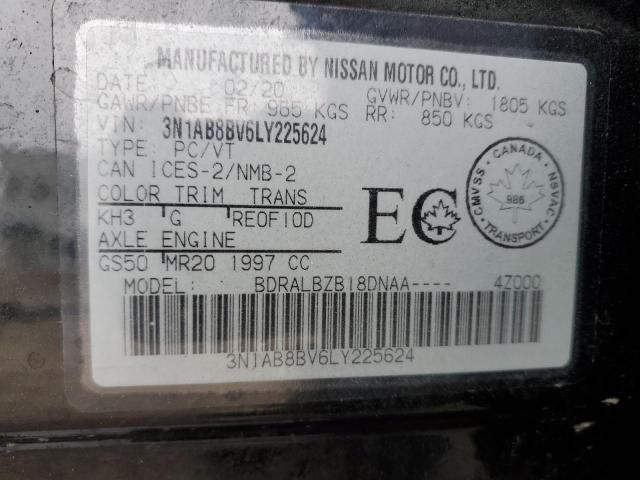 MANUFACTURED BY NISSAN MOTOR CO., LTD.
DATE 02/20
GAWR/PNBE FR: 965 KGS GVWR/PNBV: 1805 KGS
RR: 850 KGS
VIN: 3N1AB8BV6LY225624
TYPE: PC/VT
CAN ICES-2/NMB-2
COLOR TRIM TRANS
KH3 G RE0F10D
AXLE ENGINE
GS50 MR20 1997 CC
EC
CANADA
CMVSS NSVAC
986
TRANSPORT
MODEL: BDRALBZB18DNAA---- 4Z000
3N1AB8BV6LY225624